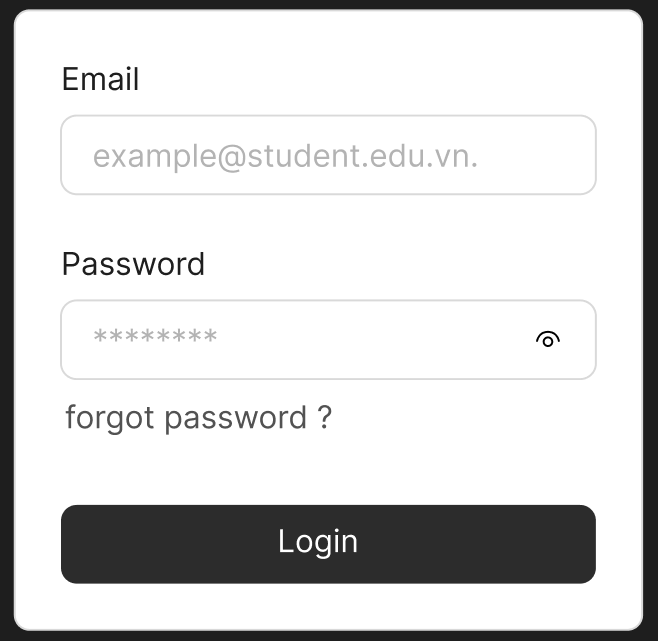 Email
example@student.edu.vn.
Password
********
forgot password ?
Login